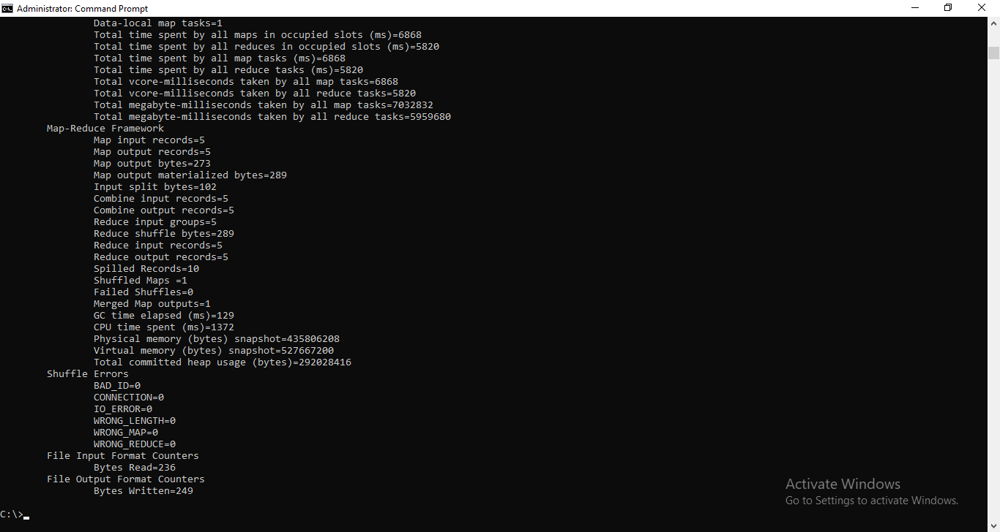 Administrator: Command Prompt
Data-local map tasks=1
Total time spent by all maps in occupied slots (ms)=6868
Total time spent by all reduces in occupied slots (ms)=5820
Total time spent by all map tasks (ms)=6868
Total time spent by all reduce tasks (ms)=5820
Total vcore-milliseconds taken by all map tasks=6868
Total vcore-milliseconds taken by all reduce tasks=5820
Total megabyte-milliseconds taken by all map tasks=7032832
Total megabyte-milliseconds taken by all reduce tasks=5959680
Map-Reduce Framework
Map input records=5
Map output records=5
Map output bytes=273
Map output materialized bytes=289
Input split bytes=102
Combine input records=5
Combine output records=5
Reduce input groups=5
Reduce shuffle bytes=289
Reduce input records=5
Reduce output records=5
Spilled Records=10
Shuffled Maps =1
Failed Shuffles=0
Merged Map outputs=1
GC time elapsed (ms)=129
CPU time spent (ms)=1372
Physical memory (bytes) snapshot=435806208
Virtual memory (bytes) snapshot=527667200
Total committed heap usage (bytes)=292028416
Shuffle Errors
BAD_ID=0
CONNECTION=0
IO_ERROR=0
WRONG_LENGTH=0
WRONG_MAP=0
WRONG_REDUCE=0
File Input Format Counters
Bytes Read=236
File Output Format Counters
Bytes Written=249
Activate Windows
Go to Settings to activate Windows.
C:\>